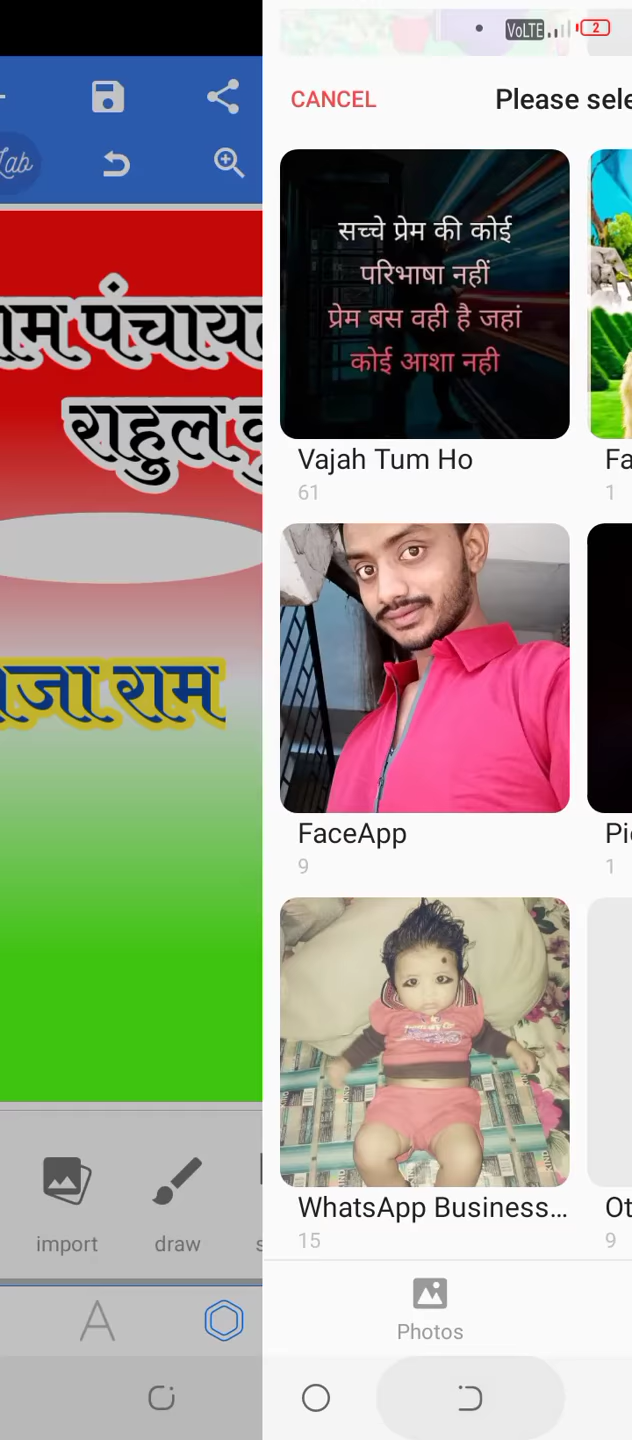 VoLTE
2
CANCEL
Please sele
Lab
सच्चे प्रेम की कोई
परिभाषा नहीं
प्रेम बस वही है जहां
कोई आशा नही
Vajah Tum Ho
61
Fa
1
पंचाय
राहुल
FaceApp
9
Pi
1
राम
WhatsApp Business...
15
Ot
9
import
draw
A
Photos